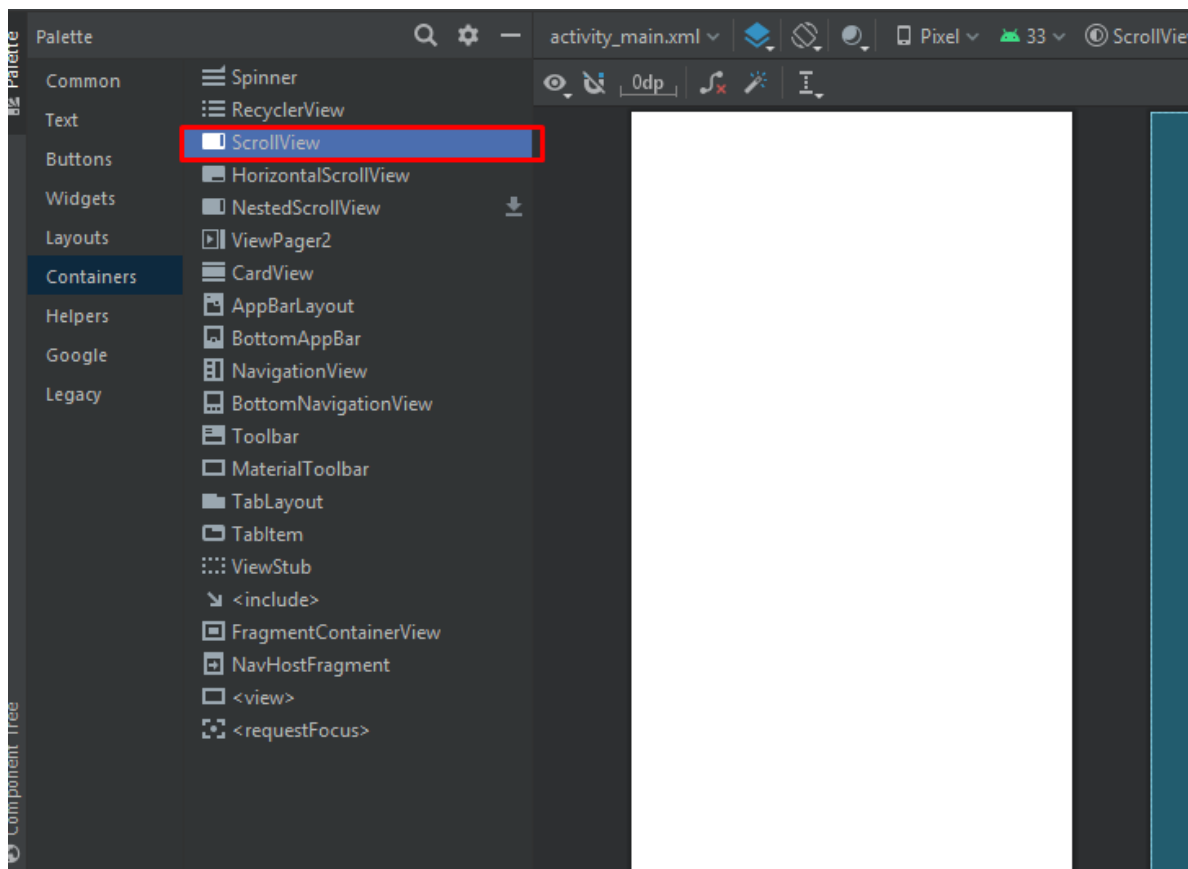 Palette
Palette
activity_main.xml
Pixel
33
ScrollVie
0dp
Common
Text
Buttons
Widgets
Layouts
Containers
Helpers
Google
Legacy
Spinner
RecyclerView
ScrollView
HorizontalScrollView
NestedScrollView
ViewPager2
CardView
AppBarLayout
BottomAppBar
NavigationView
BottomNavigationView
Toolbar
MaterialToolbar
TabLayout
TabItem
ViewStub
<include>
FragmentContainerView
NavHostFragment
<view>
<requestFocus>
Component Tree